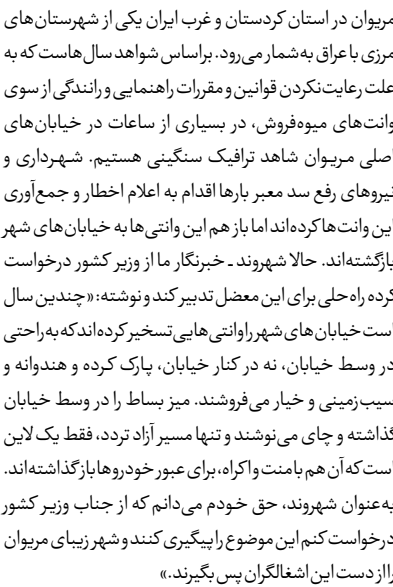 مریوان در استان کردستان و غرب ایران یکی از شهرستان‌های
مرزی با عراق به‌شمار می‌رود. براساس شواهد سال‌هاست که به
علت رعایت‌نکردن قوانین و مقررات راهنمایی و رانندگی از سوی
وانت‌های میوه‌فروش، در بسیاری از ساعات در خیابان‌های
اصلی مریوان شاهد ترافیک سنگینی هستیم. شهرداری و
نیروهای رفع سد معبر بارها اقدام به اعلام اخطار و جمع‌آوری
این وانت‌ها کرده‌اند اما باز هم این وانتی‌ها به خیابان‌های شهر
بازگشته‌اند. حالا شهروند ـ خبرنگار ما از وزیر کشور درخواست
کرده راه‌حلی برای این معضل تدبیر کند و نوشته: «چندین سال
است خیابان‌های شهر را وانتی‌هایی تسخیر کرده‌اند که به‌راحتی
در وسط خیابان، نه در کنار خیابان، پارک کرده و هندوانه و
سیب‌زمینی و خیار می‌فروشند. میز بساط را در وسط خیابان
گذاشته و چای می‌نوشند و تنها مسیر آزاد تردد، فقط یک لاین
است که آن هم با منت و اکراه، برای عبور خودروها باز گذاشته‌اند.
به‌عنوان شهروند، حق خودم می‌دانم که از جناب وزیر کشور
درخواست کنم این موضوع را پیگیری کنند و شهر زیبای مریوان
را از دست این اشغالگران پس بگیرند.»